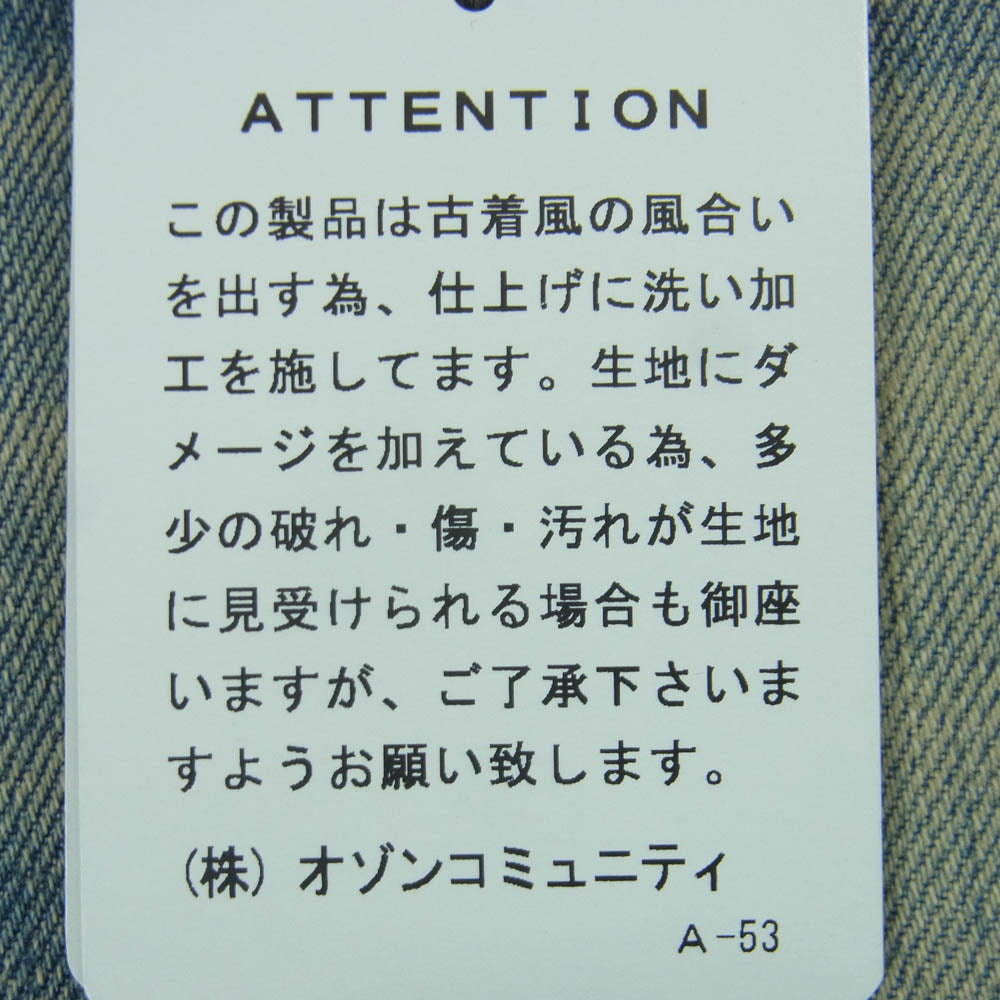 ATTENTION
この製品は古着風の風合い
を出す為、仕上げに洗い加
工を施してます。生地にダ
メージを加えている為、多
少の破れ・傷・汚れが生地
に見受けられる場合も御座
いますが、ご了承下さいま
すようお願い致します。
(株) オゾンコミュニティ
A-53